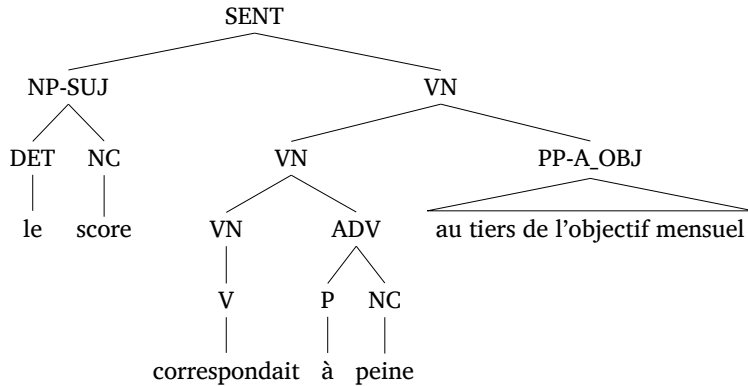 SENT
NP-SUJ VN
DET NC VN PP-A_OBJ
le score VN ADV au tiers de l’objectif mensuel
V P NC
correspondait à peine